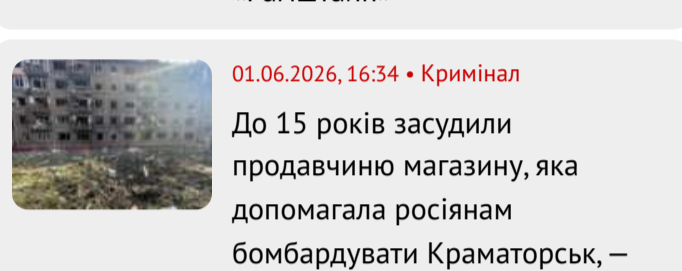 01.06.2026, 16:34 • Кримінал
До 15 років засудили
продавчиню магазину, яка
допомагала росіянам
бомбардувати Краматорськ, —